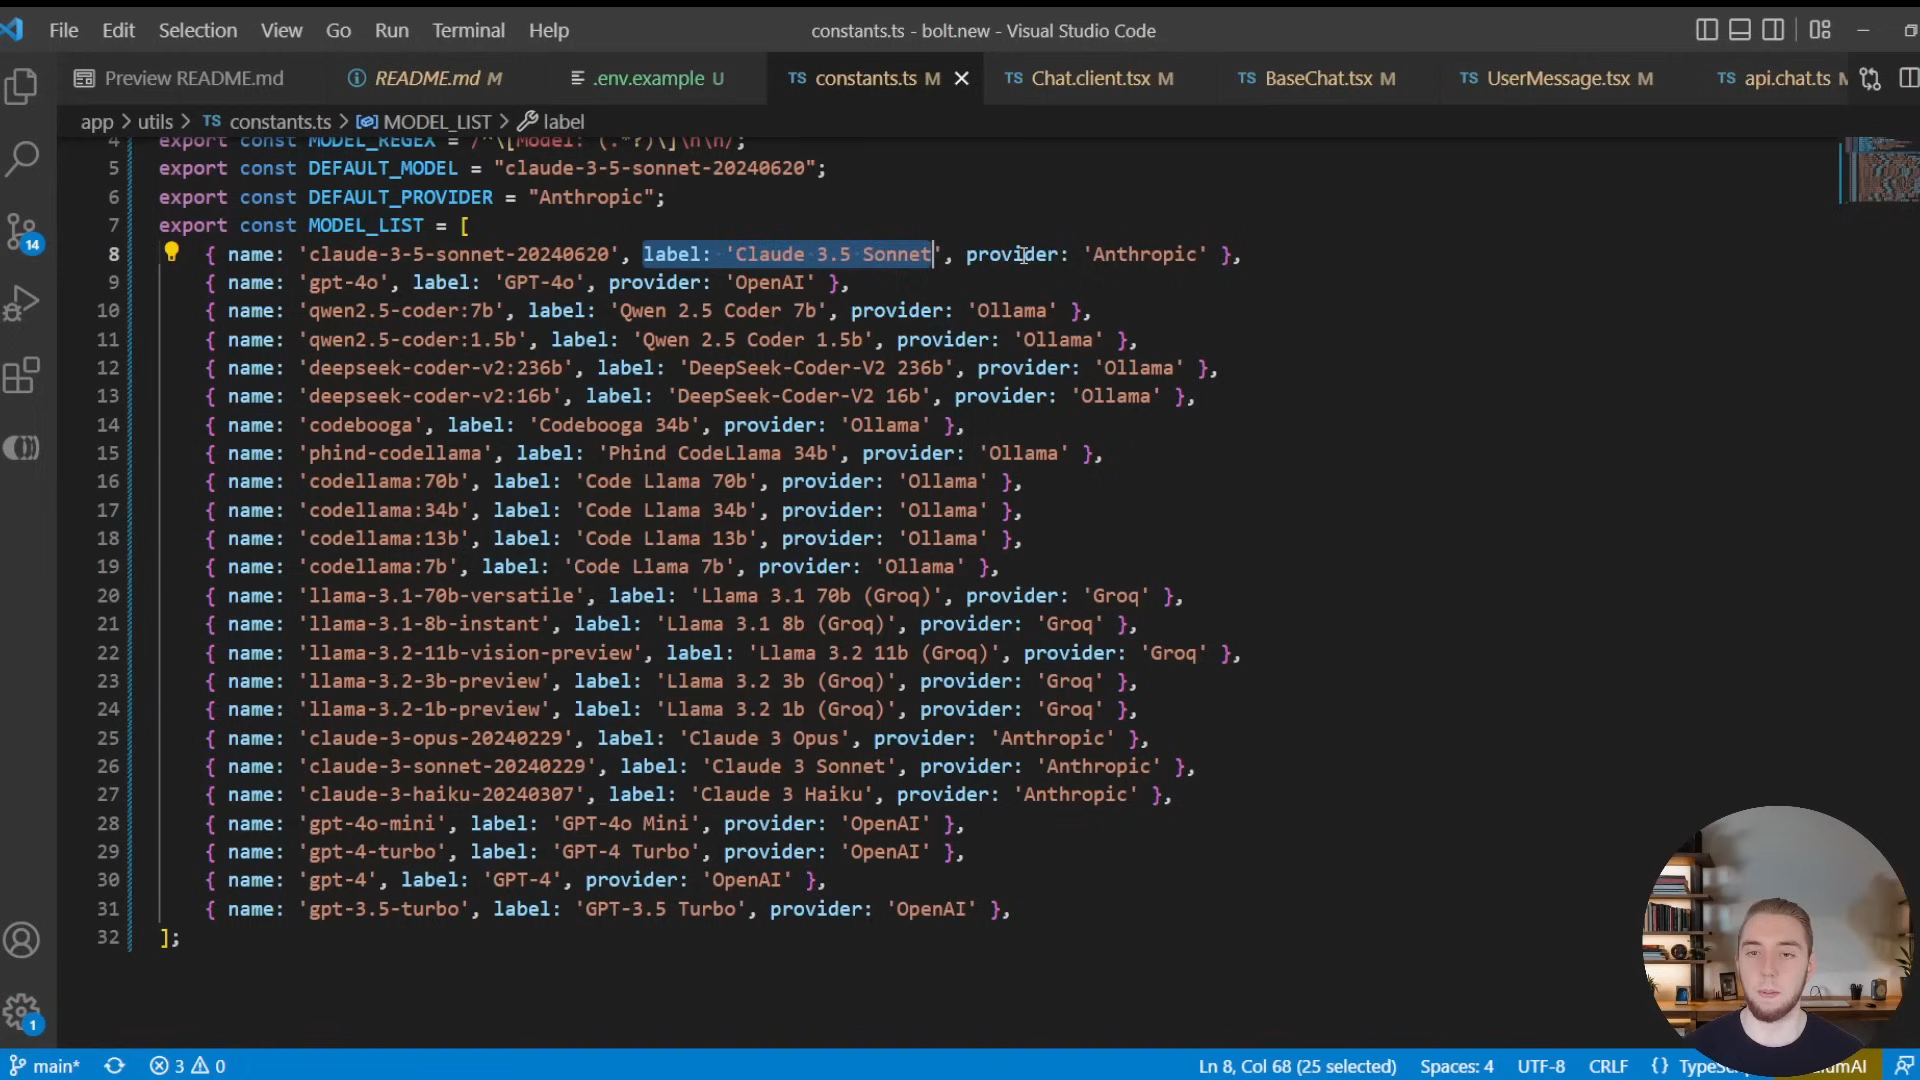 File Edit Selection View Go Run Terminal Help constants.ts - bolt.new - Visual Studio Code
Preview README.md README.md M .env.example U TS constants.ts M TS Chat.client.tsx M TS BaseChat.tsx M TS UserMessage.tsx M TS api.chat.ts
app > utils > TS constants.ts > MODEL_LIST > label
4 export const MODEL_REGEX = /^\[Model: (.*?)\]\n\n/;
5 export const DEFAULT_MODEL = "claude-3-5-sonnet-20240620";
6 export const DEFAULT_PROVIDER = "Anthropic";
7 export const MODEL_LIST = [
8 { name: 'claude-3-5-sonnet-20240620', label: 'Claude 3.5 Sonnet', provider: 'Anthropic' },
9 { name: 'gpt-4o', label: 'GPT-4o', provider: 'OpenAI' },
10 { name: 'qwen2.5-coder:7b', label: 'Qwen 2.5 Coder 7b', provider: 'Ollama' },
11 { name: 'qwen2.5-coder:1.5b', label: 'Qwen 2.5 Coder 1.5b', provider: 'Ollama' },
12 { name: 'deepseek-coder-v2:236b', label: 'DeepSeek-Coder-V2 236b', provider: 'Ollama' },
13 { name: 'deepseek-coder-v2:16b', label: 'DeepSeek-Coder-V2 16b', provider: 'Ollama' },
14 { name: 'codebooga', label: 'Codebooga 34b', provider: 'Ollama' },
15 { name: 'phind-codellama', label: 'Phind CodeLlama 34b', provider: 'Ollama' },
16 { name: 'codellama:70b', label: 'Code Llama 70b', provider: 'Ollama' },
17 { name: 'codellama:34b', label: 'Code Llama 34b', provider: 'Ollama' },
18 { name: 'codellama:13b', label: 'Code Llama 13b', provider: 'Ollama' },
19 { name: 'codellama:7b', label: 'Code Llama 7b', provider: 'Ollama' },
20 { name: 'llama-3.1-70b-versatile', label: 'Llama 3.1 70b (Groq)', provider: 'Groq' },
21 { name: 'llama-3.1-8b-instant', label: 'Llama 3.1 8b (Groq)', provider: 'Groq' },
22 { name: 'llama-3.2-11b-vision-preview', label: 'Llama 3.2 11b (Groq)', provider: 'Groq' },
23 { name: 'llama-3.2-3b-preview', label: 'Llama 3.2 3b (Groq)', provider: 'Groq' },
24 { name: 'llama-3.2-1b-preview', label: 'Llama 3.2 1b (Groq)', provider: 'Groq' },
25 { name: 'claude-3-opus-20240229', label: 'Claude 3 Opus', provider: 'Anthropic' },
26 { name: 'claude-3-sonnet-20240229', label: 'Claude 3 Sonnet', provider: 'Anthropic' },
27 { name: 'claude-3-haiku-20240307', label: 'Claude 3 Haiku', provider: 'Anthropic' },
28 { name: 'gpt-4o-mini', label: 'GPT-4o Mini', provider: 'OpenAI' },
29 { name: 'gpt-4-turbo', label: 'GPT-4 Turbo', provider: 'OpenAI' },
30 { name: 'gpt-4', label: 'GPT-4', provider: 'OpenAI' },
31 { name: 'gpt-3.5-turbo', label: 'GPT-3.5 Turbo', provider: 'OpenAI' },
32 ];
14
1
main* 3 0 Ln 8, Col 68 (25 selected) Spaces: 4 UTF-8 CRLF {} TypeScrip iumAI